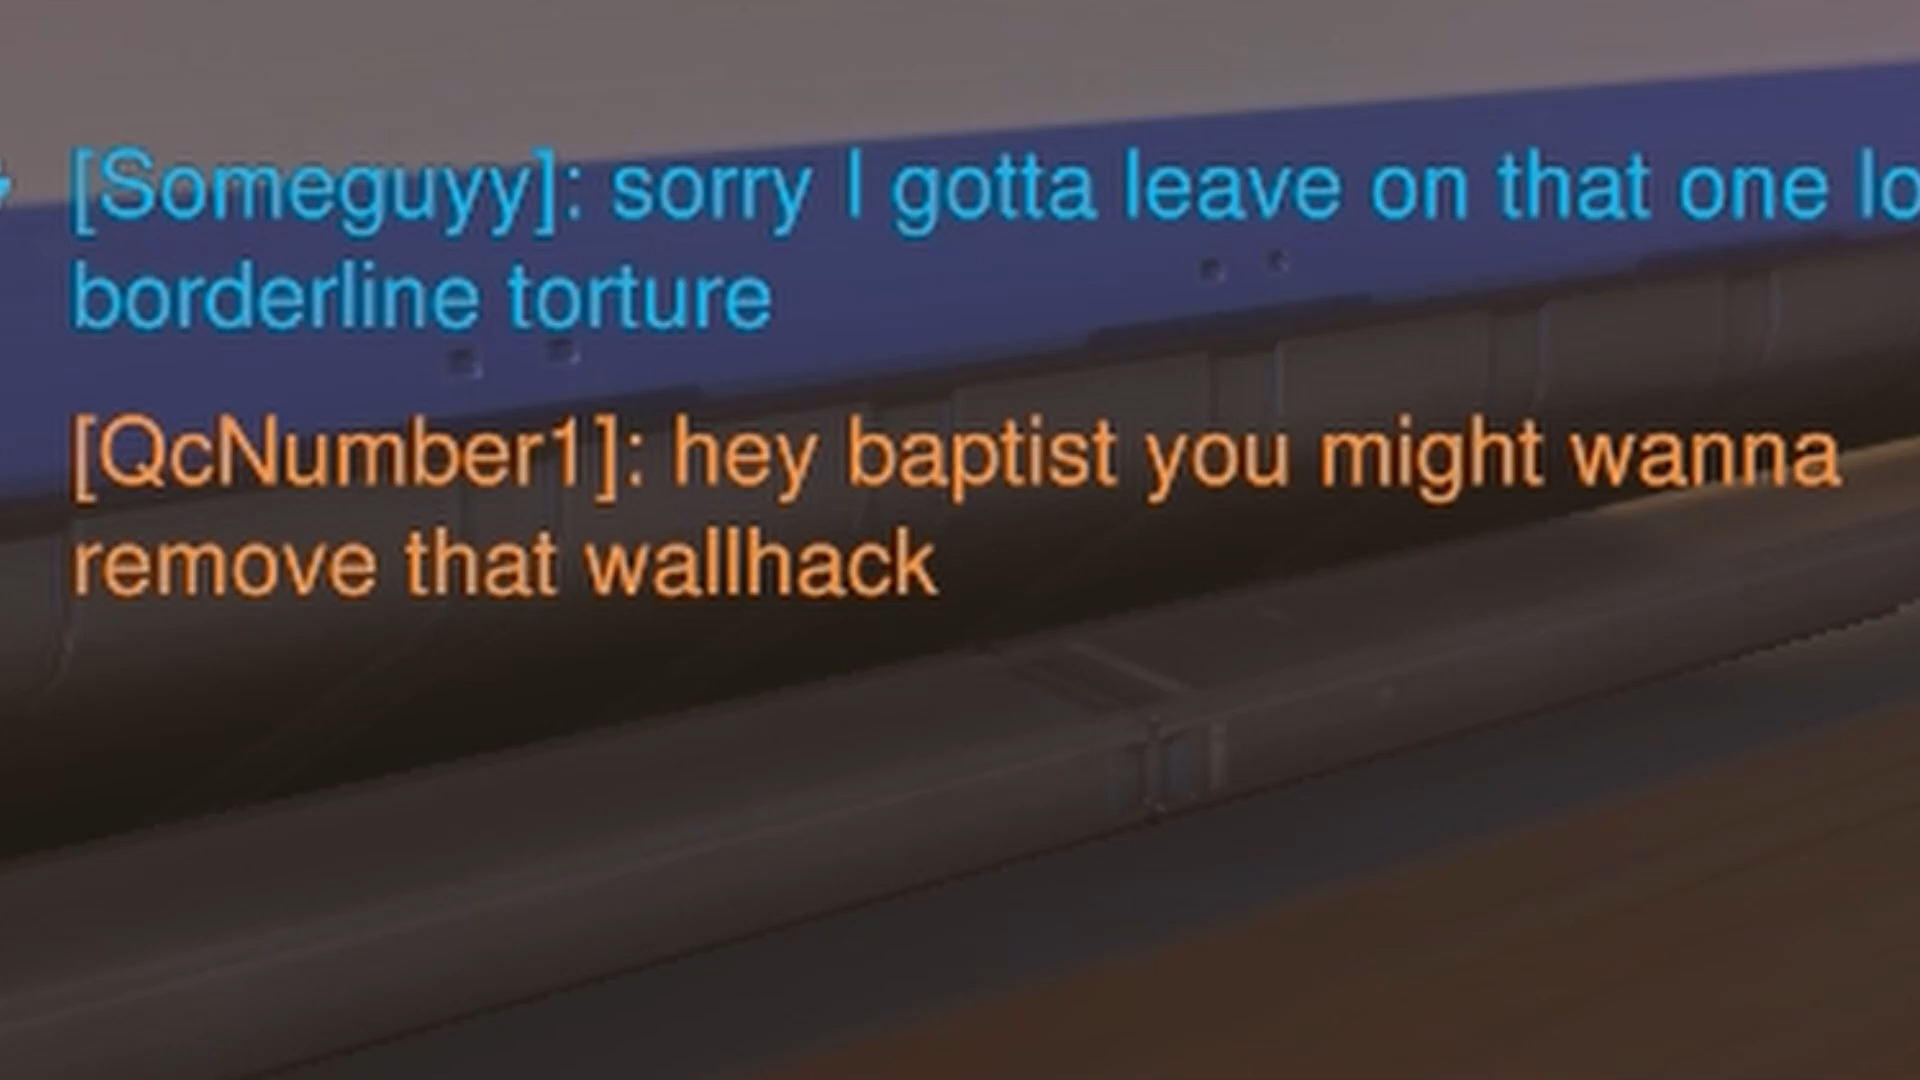 [Someguyy]: sorry I gotta leave on that one
borderline torture
[QcNumber1]: hey baptist you might wanna
remove that wallhack